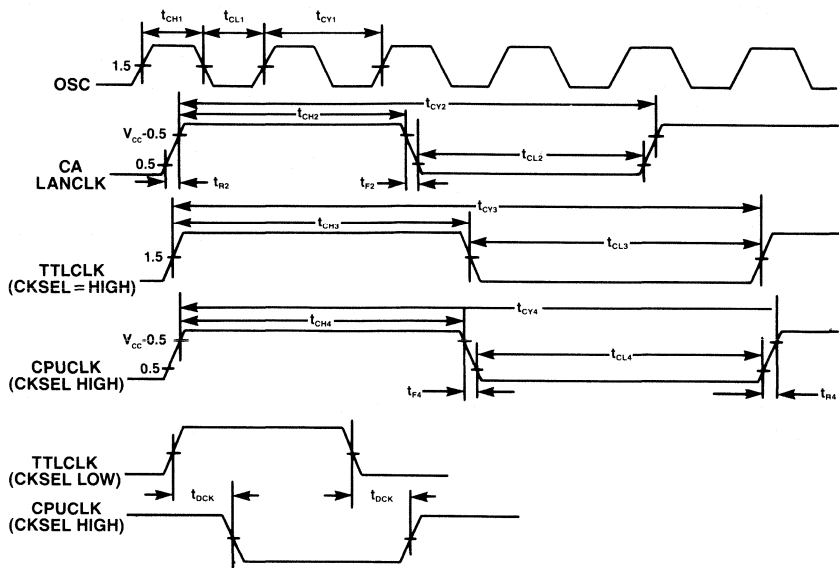 tCH1 tCL1 tCY1
1.5
OSC
tCY2
tCH2
VCC-0.5
tCL2
0.5
CA
LANCLK
tR2 tF2
tCY3
tCH3
tCL3
1.5
TTLCLK
(CKSEL=HIGH)
tCY4
tCH4
VCC-0.5
tCL4
CPUCLK
(CKSEL HIGH)
0.5
tF4 tR4
TTLCLK
(CKSEL LOW)
tDCK tDCK
CPUCLK
(CKSEL HIGH)